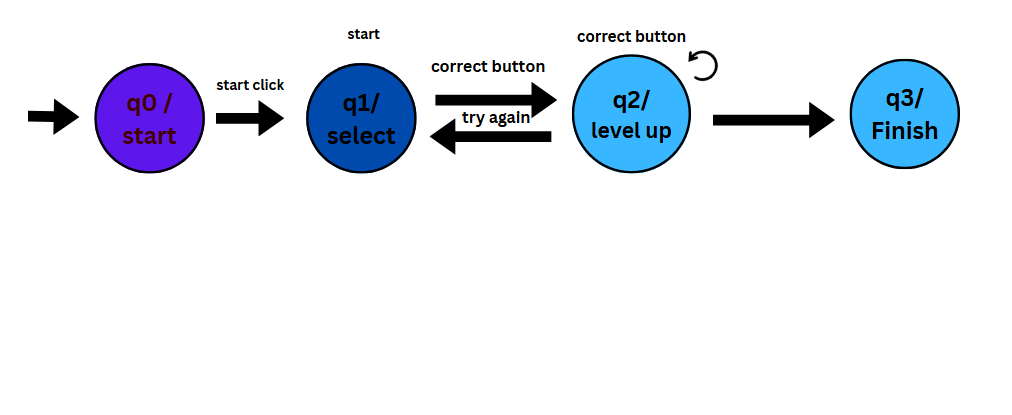 start
correct button
start click
correct button
q0 /
start
q1/
select
try again
q2/
level up
q3/
Finish